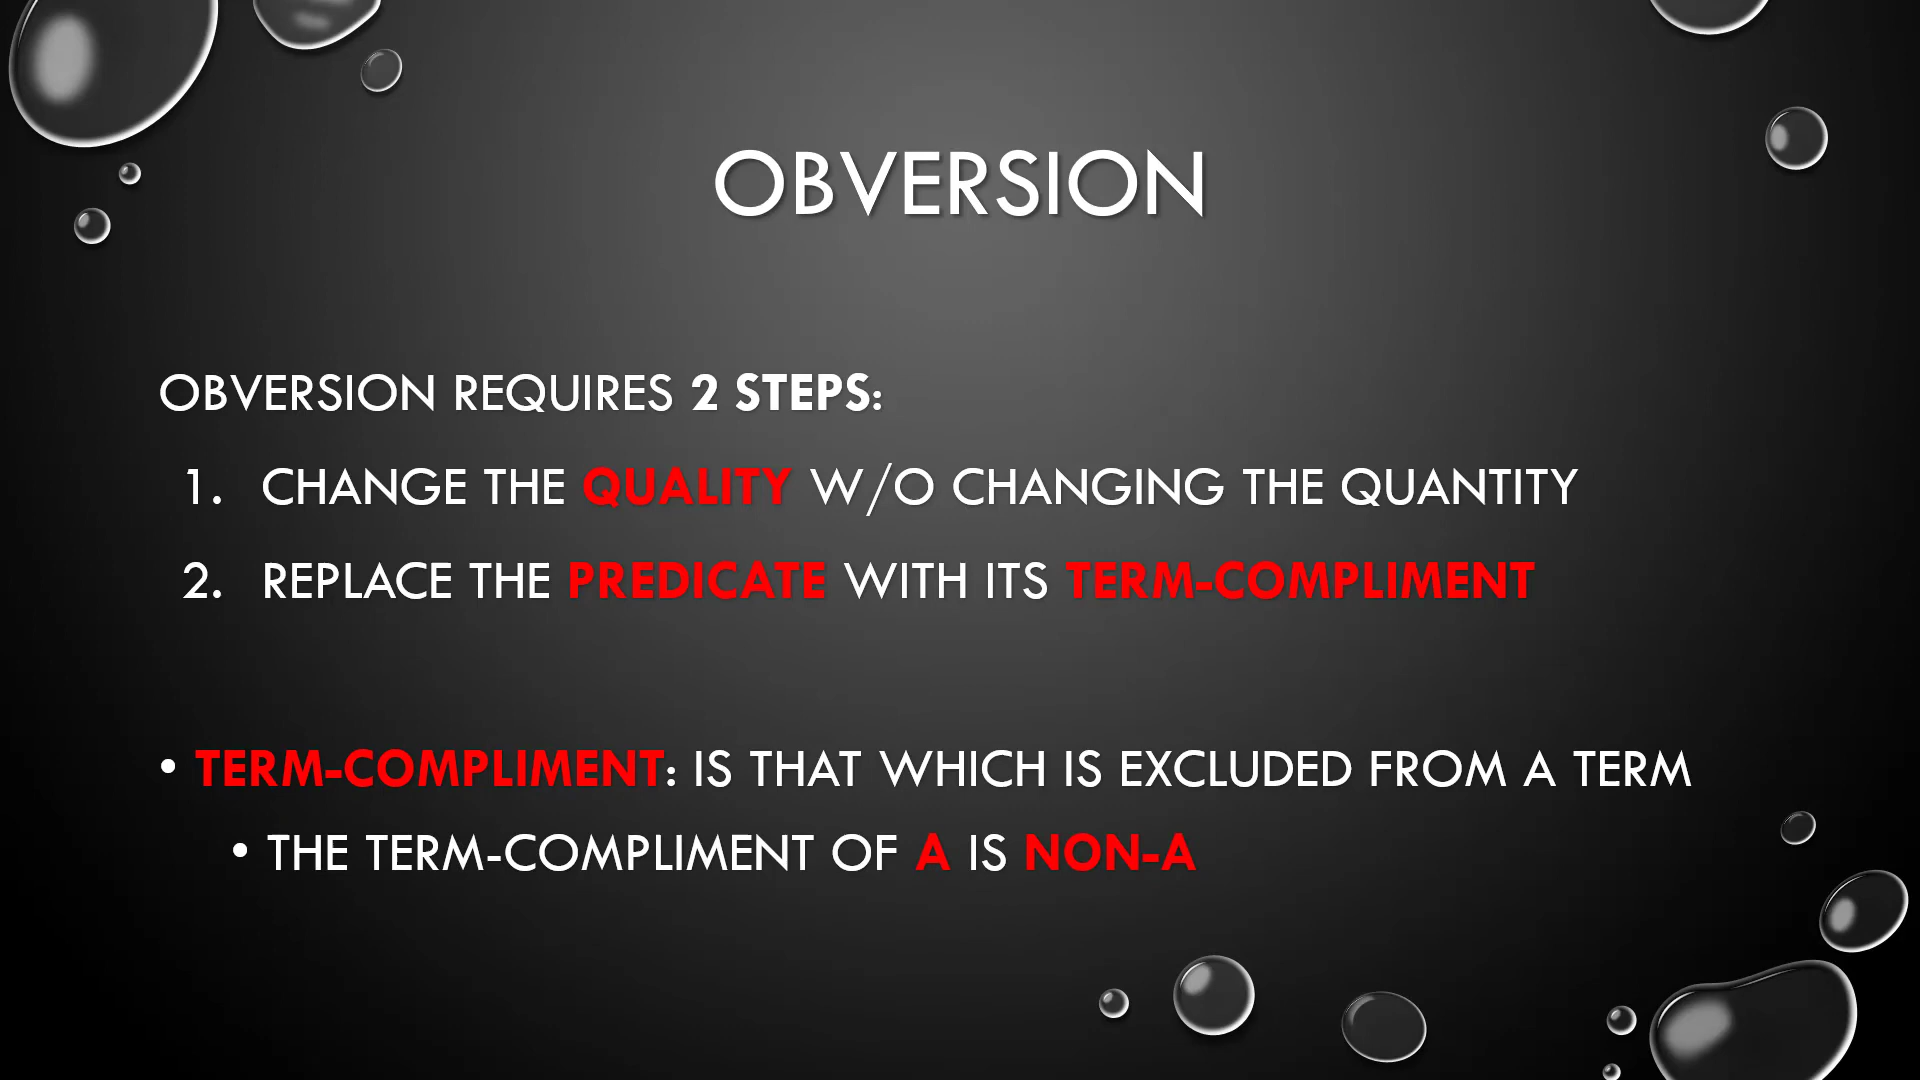 OBVERSION
OBVERSION REQUIRES 2 STEPS:
1. CHANGE THE QUALITY W/O CHANGING THE QUANTITY
2. REPLACE THE PREDICATE WITH ITS TERM-COMPLIMENT
• TERM-COMPLIMENT: IS THAT WHICH IS EXCLUDED FROM A TERM
• THE TERM-COMPLIMENT OF A IS NON-A